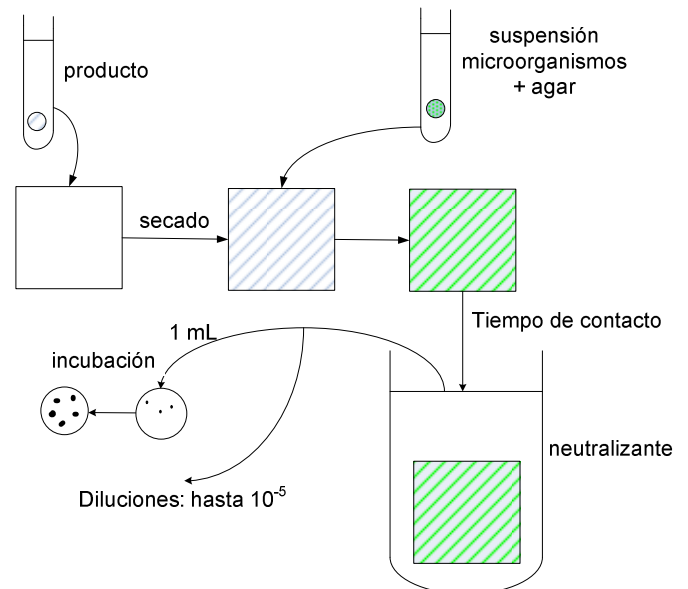 producto
suspensión
microorganismos
+ agar
secado
Tiempo de contacto
1 mL
incubación
neutralizante
Diluciones: hasta 10⁻⁵